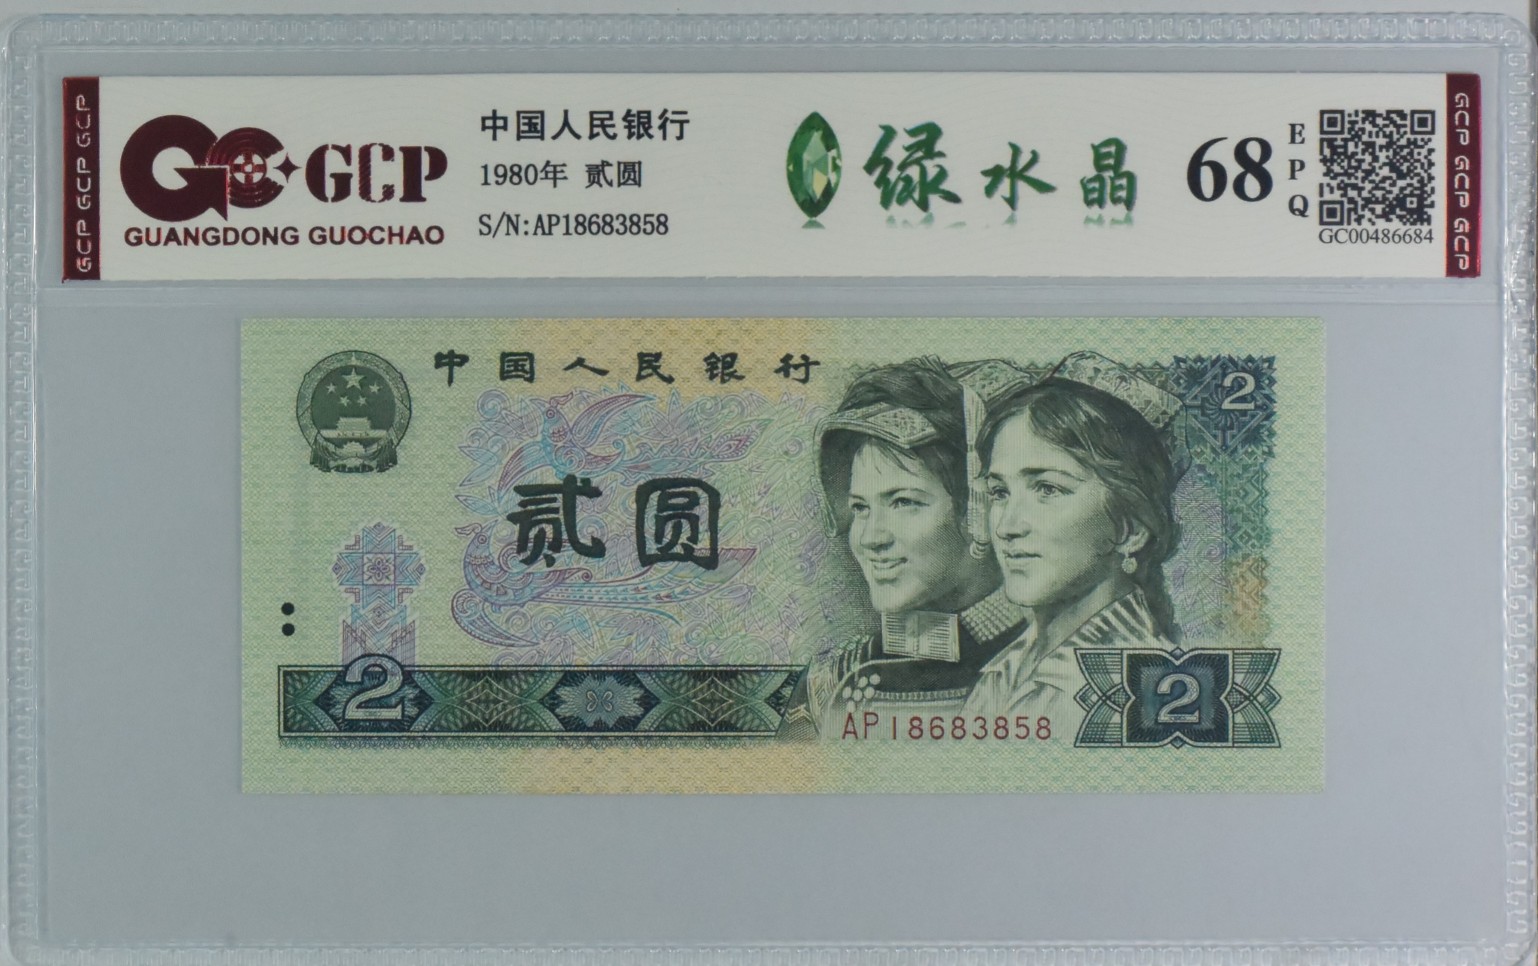 GCP GCP GCP
GCP
GUANGDONG GUOCHAO
中国人民银行
1980年 贰圆
S/N:AP18683858
绿水晶
68
EPQ
GC00486684
GCP GCP GCP
中国人民银行
2
贰圆
2
AP18683858
2